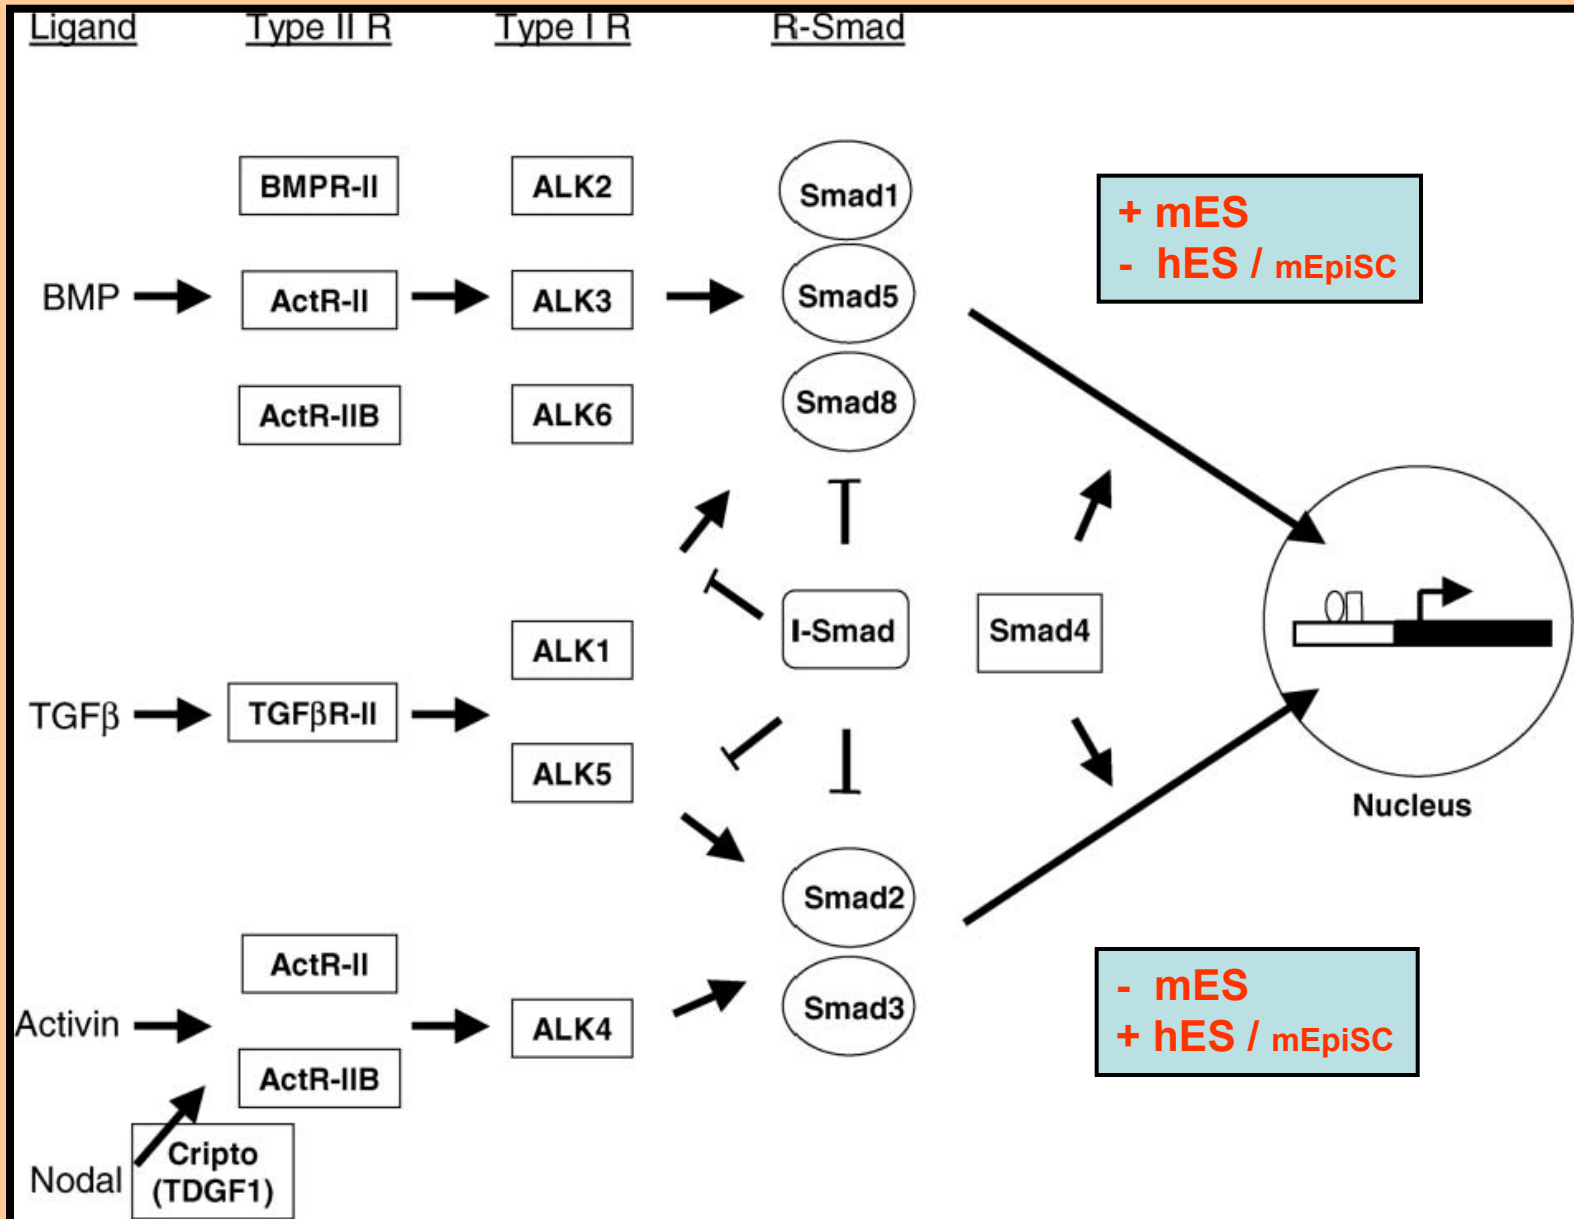 Ligand Type II R Type I R R-Smad
BMPR-II ALK2 Smad1
+ mES
- hES / mEpiSC
BMP ActR-II ALK3 Smad5
ActR-IIB ALK6 Smad8
ALK1 I-Smad Smad4
TGFβ TGFβR-II
ALK5
Nucleus
Smad2
ActR-II
- mES
+ hES / mEpiSC
Activin ALK4 Smad3
ActR-IIB
Nodal Cripto
(TDGF1)